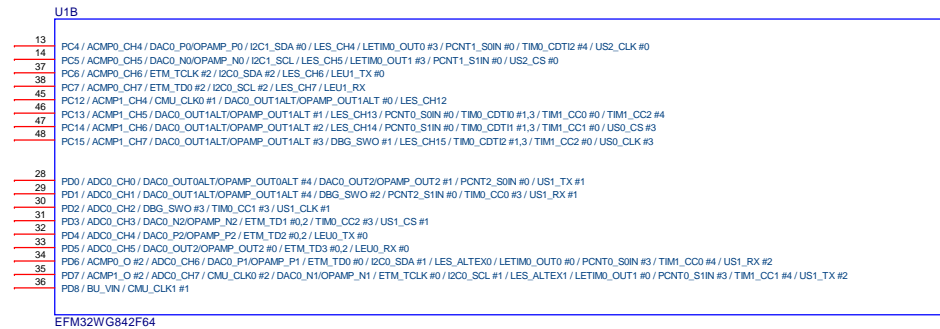 U1B
13 PC4 / ACMP0_CH4 / DAC0_P0/OPAMP_P0 / I2C1_SDA #0 / LES_CH4 / LETIM0_OUT0 #3 / PCNT1_S0IN #0 / TIM0_CDTI2 #4 / US2_CLK #0
14 PC5 / ACMP0_CH5 / DAC0_N0/OPAMP_N0 / I2C1_SCL / LES_CH5 / LETIM0_OUT1 #3 / PCNT1_S1IN #0 / US2_CS #0
37 PC6 / ACMP0_CH6 / ETM_TCLK #2 / I2C0_SDA #2 / LES_CH6 / LEU1_TX #0
38 PC7 / ACMP0_CH7 / ETM_TD0 #2 / I2C0_SCL #2 / LES_CH7 / LEU1_RX
45 PC12 / ACMP1_CH4 / CMU_CLK0 #1 / DAC0_OUT1ALT/OPAMP_OUT1ALT #0 / LES_CH12
46 PC13 / ACMP1_CH5 / DAC0_OUT1ALT/OPAMP_OUT1ALT #1 / LES_CH13 / PCNT0_S0IN #0 / TIM0_CDTI0 #1,3 / TIM1_CC0 #0 / TIM1_CC2 #4
47 PC14 / ACMP1_CH6 / DAC0_OUT1ALT/OPAMP_OUT1ALT #2 / LES_CH14 / PCNT0_S1IN #0 / TIM0_CDTI1 #1,3 / TIM1_CC1 #0 / US0_CS #3
48 PC15 / ACMP1_CH7 / DAC0_OUT1ALT/OPAMP_OUT1ALT #3 / DBG_SWO #1 / LES_CH15 / TIM0_CDTI2 #1,3 / TIM1_CC2 #0 / US0_CLK #3
28 PD0 / ADC0_CH0 / DAC0_OUT0ALT/OPAMP_OUT0ALT #4 / DAC0_OUT2/OPAMP_OUT2 #1 / PCNT2_S0IN #0 / US1_TX #1
29 PD1 / ADC0_CH1 / DAC0_OUT1ALT/OPAMP_OUT1ALT #4 / DBG_SWO #2 / PCNT2_S1IN #0 / TIM0_CC0 #3 / US1_RX #1
30 PD2 / ADC0_CH2 / DBG_SWO #3 / TIM0_CC1 #3 / US1_CLK #1
31 PD3 / ADC0_CH3 / DAC0_N2/OPAMP_N2 / ETM_TD1 #0,2 / TIM0_CC2 #3 / US1_CS #1
32 PD4 / ADC0_CH4 / DAC0_P2/OPAMP_P2 / ETM_TD2 #0,2 / LEU0_TX #0
33 PD5 / ADC0_CH5 / DAC0_OUT2/OPAMP_OUT2 #0 / ETM_TD3 #0,2 / LEU0_RX #0
34 PD6 / ACMP0_O #2 / ADC0_CH6 / DAC0_P1/OPAMP_P1 / ETM_TD0 #0 / I2C0_SDA #1 / LES_ALTEX0 / LETIM0_OUT0 #0 / PCNT0_S0IN #3 / TIM1_CC0 #4 / US1_RX #2
35 PD7 / ACMP1_O #2 / ADC0_CH7 / CMU_CLK0 #2 / DAC0_N1/OPAMP_N1 / ETM_TCLK #0 / I2C0_SCL #1 / LES_ALTEX1 / LETIM0_OUT1 #0 / PCNT0_S1IN #3 / TIM1_CC1 #4 / US1_TX #2
36 PD8 / BU_VIN / CMU_CLK1 #1
EFM32WG842F64